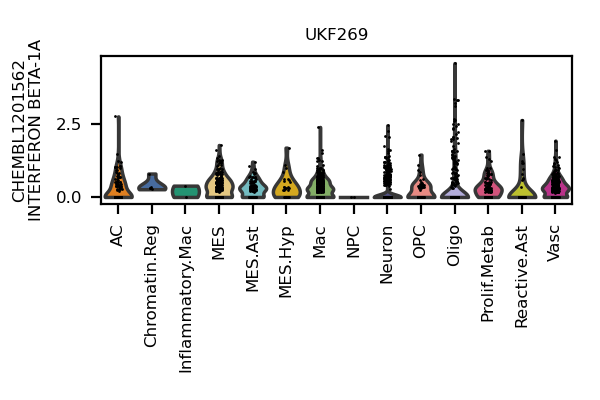 UKF269
CHEMBL1201562
INTERFERON BETA-1A
2.5
0.0
AC
Chromatin.Reg
Inflammatory.Mac
MES
MES.Ast
MES.Hyp
Mac
NPC
Neuron
OPC
Oligo
Prolif.Metab
Reactive.Ast
Vasc